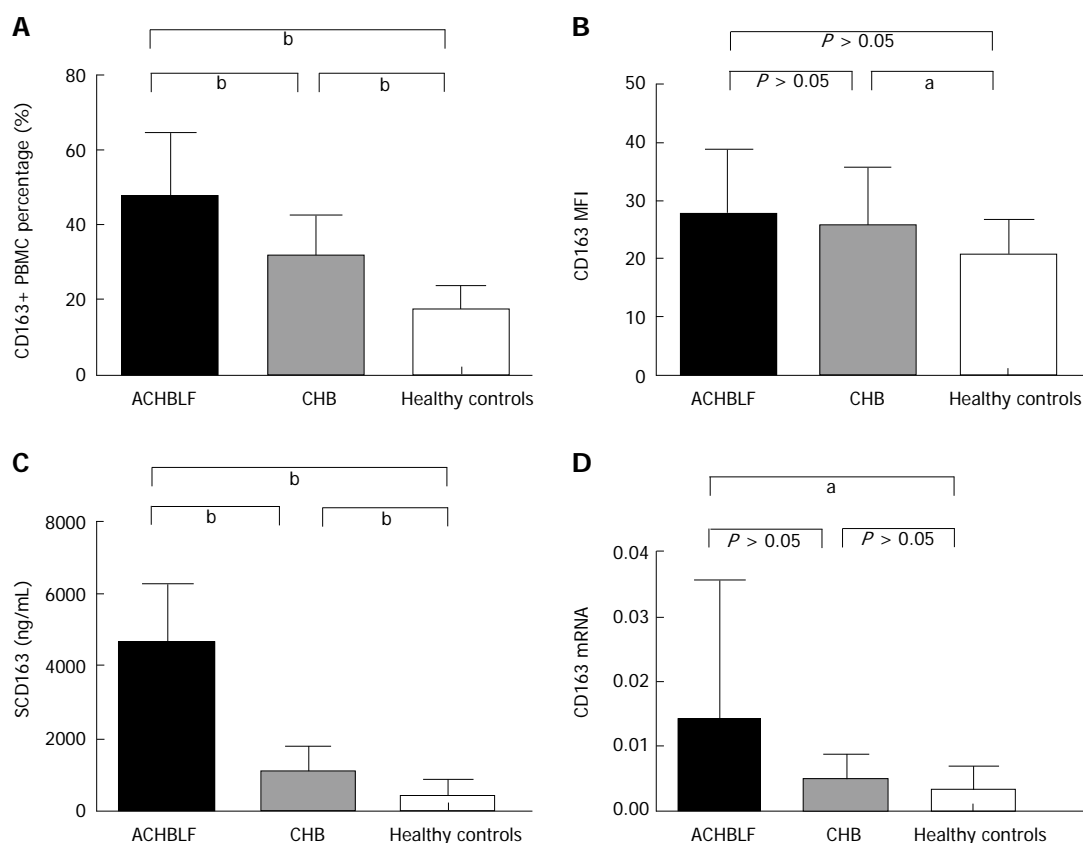 A
b
b b
CD163+ PBMC percentage (%)
80
60
40
20
0
ACHBLF CHB Healthy controls
B
P > 0.05
P > 0.05 a
CD163 MFI
50
40
30
20
10
0
ACHBLF CHB Healthy controls
C
b
b b
SCD163 (ng/mL)
8000
6000
4000
2000
0
ACHBLF CHB Healthy controls
D
a
P > 0.05 P > 0.05
CD163 mRNA
0.04
0.03
0.02
0.01
0.00
ACHBLF CHB Healthy controls